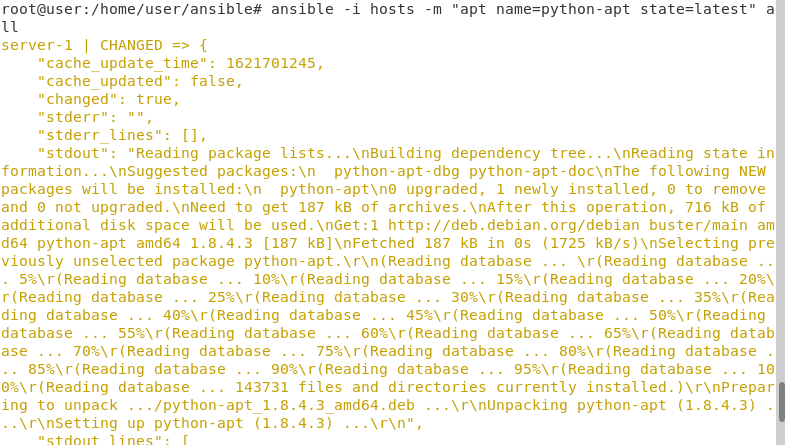 root@user:/home/user/ansible# ansible -i hosts -m "apt name=python-apt state=latest" a
ll
server-1 | CHANGED => {
    "cache_update_time": 1621701245,
    "cache_updated": false,
    "changed": true,
    "stderr": "",
    "stderr_lines": [],
    "stdout": "Reading package lists...\nBuilding dependency tree...\nReading state in
formation...\nSuggested packages:\n  python-apt-dbg python-apt-doc\nThe following NEW 
packages will be installed:\n  python-apt\n0 upgraded, 1 newly installed, 0 to remove 
and 0 not upgraded.\nNeed to get 187 kB of archives.\nAfter this operation, 716 kB of 
additional disk space will be used.\nGet:1 http://deb.debian.org/debian buster/main am
d64 python-apt amd64 1.8.4.3 [187 kB]\nFetched 187 kB in 0s (1725 kB/s)\nSelecting pre
viously unselected package python-apt.\r\n(Reading database ... \r(Reading database ..
. 5%\r(Reading database ... 10%\r(Reading database ... 15%\r(Reading database ... 20%\
r(Reading database ... 25%\r(Reading database ... 30%\r(Reading database ... 35%\r(Rea
ding database ... 40%\r(Reading database ... 45%\r(Reading database ... 50%\r(Reading 
database ... 55%\r(Reading database ... 60%\r(Reading database ... 65%\r(Reading datab
ase ... 70%\r(Reading database ... 75%\r(Reading database ... 80%\r(Reading database .
.. 85%\r(Reading database ... 90%\r(Reading database ... 95%\r(Reading database ... 10
0%\r(Reading database ... 143731 files and directories currently installed.)\r\nPrepar
ing to unpack .../python-apt_1.8.4.3_amd64.deb ...\r\nUnpacking python-apt (1.8.4.3) .
..\r\nSetting up python-apt (1.8.4.3) ...\r\n",
    "stdout_lines": [